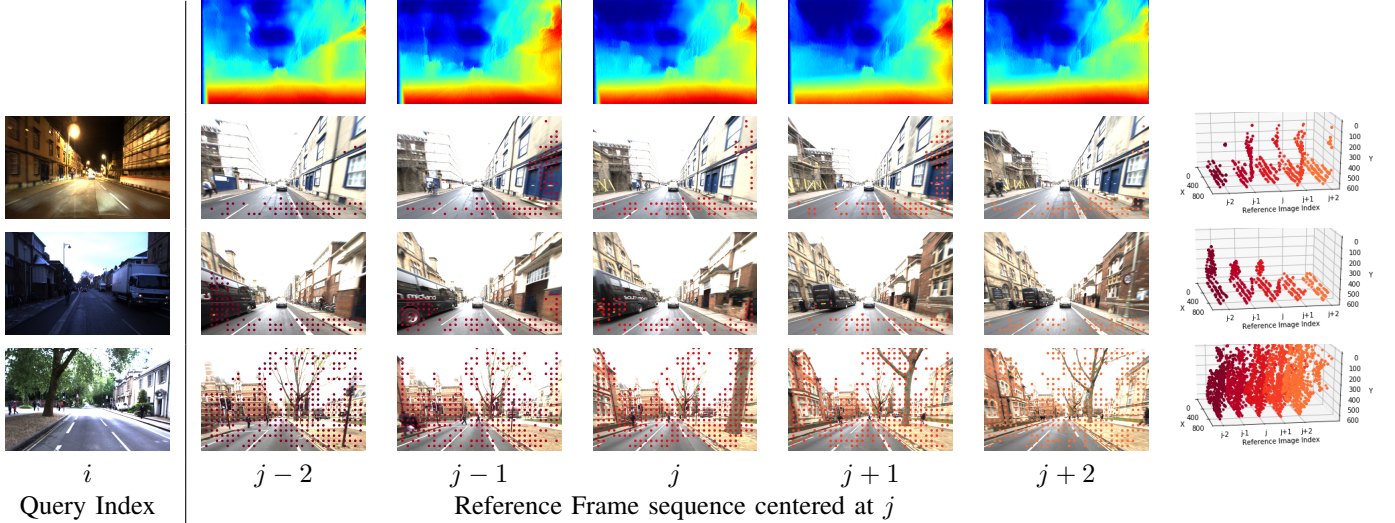 0
100
200
300
400
500
600
Y
0
400
800
X
j-2
j-1
j
j+1
j+2
Reference Image Index
0
100
200
300
400
500
600
Y
0
400
800
X
j-2
j-1
j
j+1
j+2
Reference Image Index
0
100
200
300
400
500
600
Y
0
400
800
X
j-2
j-1
j
j+1
j+2
Reference Image Index
i j − 2 j − 1 j j + 1 j + 2
Query Index Reference Frame sequence centered at j